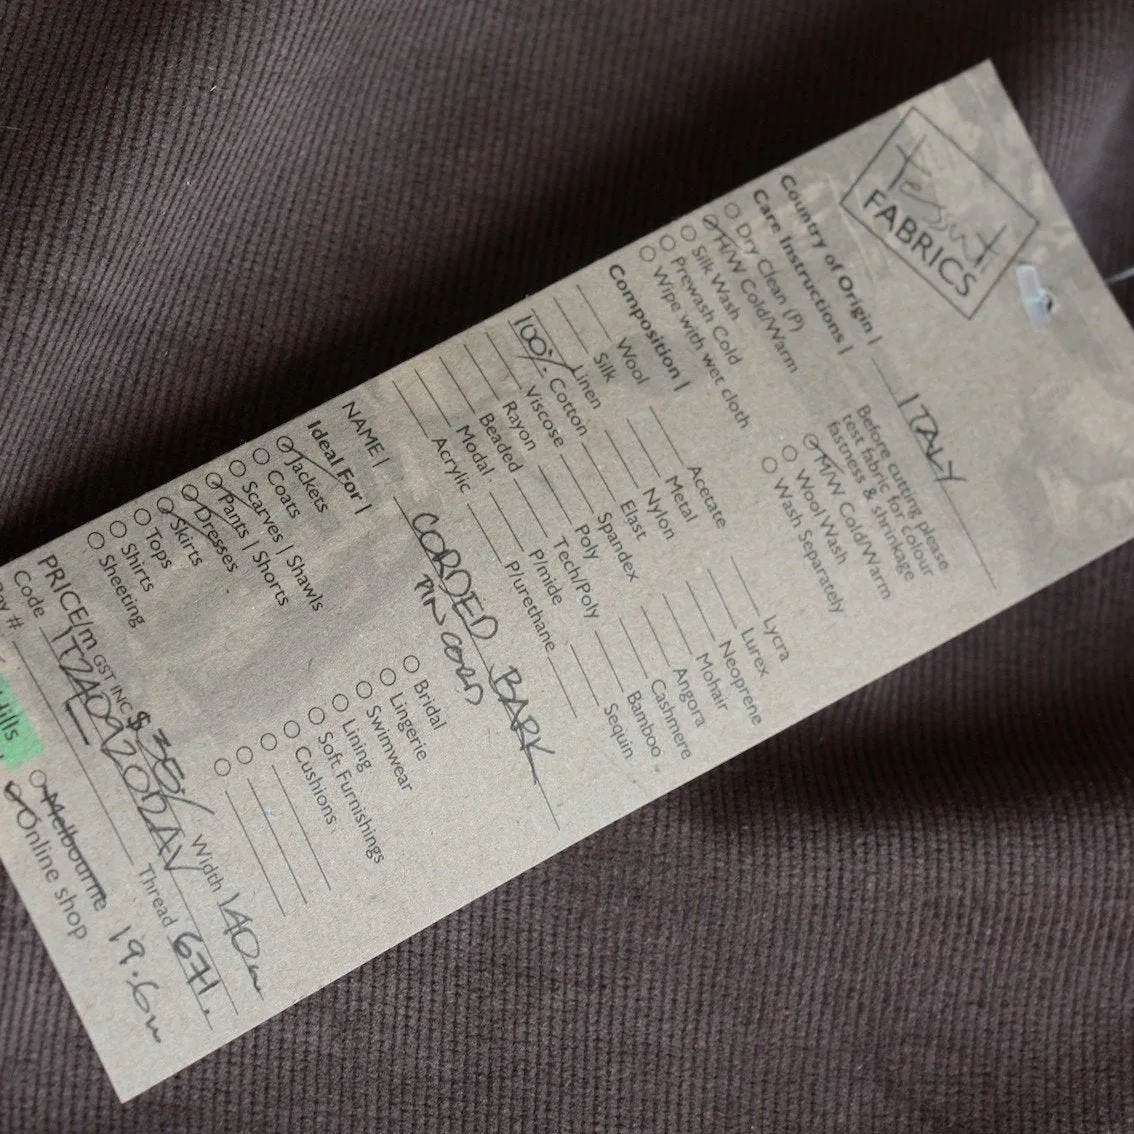 Tessuti
FABRICS
Country of Origin | ITALY
Care Instructions |
Dry Clean (P)
H/W Cold/Warm
Silk Wash
Prewash Cold
Wipe with wet cloth
Before cutting please
test fabric for colour
fastness & shrinkage
M/W Cold/Warm
Wool Wash
Wash Separately
Composition |
Wool
Silk
Linen
100% Cotton
Viscose
Rayon
Beaded
Modal
Acrylic
Acetate
Metal
Nylon
Elast
Spandex
Poly
Tech/Poly
P/mide
P/urethane
Lycra
Lurex
Neoprene
Mohair
Angora
Cashmere
Bamboo
Sequin
NAME | CORDED BARK
PIN CORD
Ideal For |
Jackets
Coats
Scarves | Shawls
Pants | Shorts
Dresses
Skirts
Tops
Shirts
Sheeting
Bridal
Lingerie
Swimwear
Lining
Soft Furnishings
Cushions
PRICE/m GST INC $35/ Width 140m
Code IT240920DAV Thread 671.
#
Melbourne
Online shop 19.6m